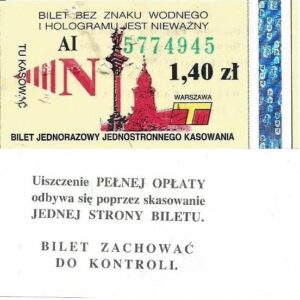 BILET BEZ ZNAKU WODNEGO
I HOLOGRAMU JEST NIEWAŻNY
TU KASOWAĆ
AI 5774945
N 1,40 zł
WARSZAWA
ZTM
BILET JEDNORAZOWY JEDNOSTRONNEGO KASOWANIA
Uiszczenie PEŁNEJ OPŁATY
odbywa się poprzez skasowanie
JEDNEJ STRONY BILETU.
BILET ZACHOWAĆ
DO KONTROLI.